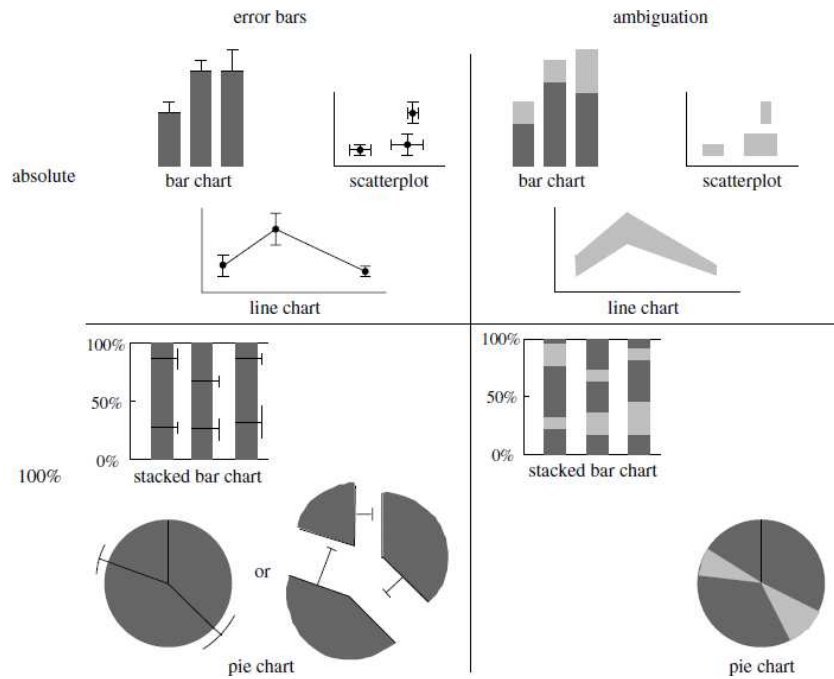 error bars
ambiguation
absolute
bar chart
scatterplot
line chart
bar chart
scatterplot
line chart
100%
100%
50%
0%
stacked bar chart
or
pie chart
100%
50%
0%
stacked bar chart
pie chart